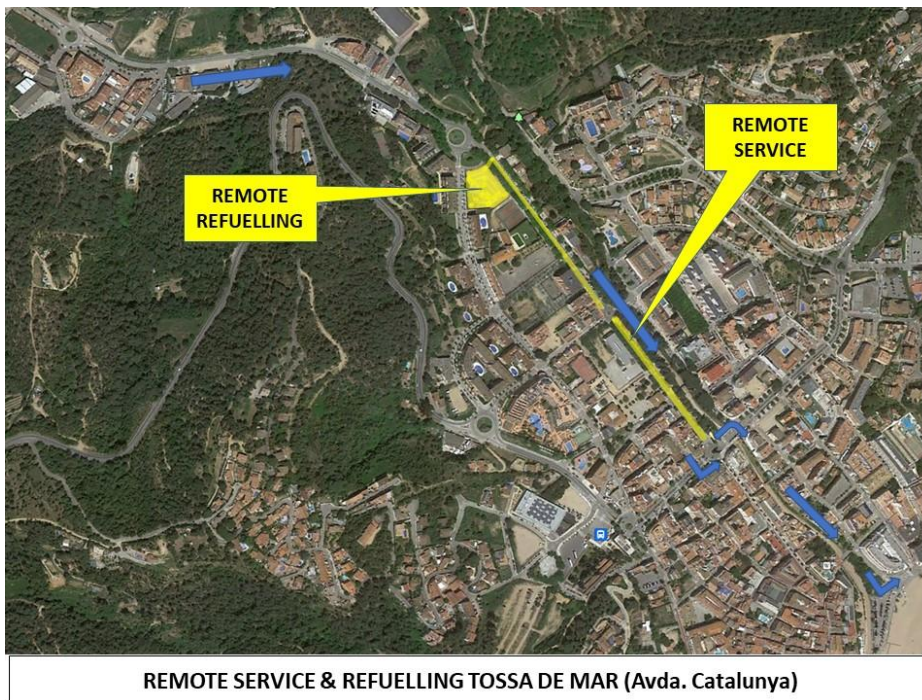 REMOTE
SERVICE
REMOTE
REFUELLING
REMOTE SERVICE & REFUELLING TOSSA DE MAR (Avda. Catalunya)